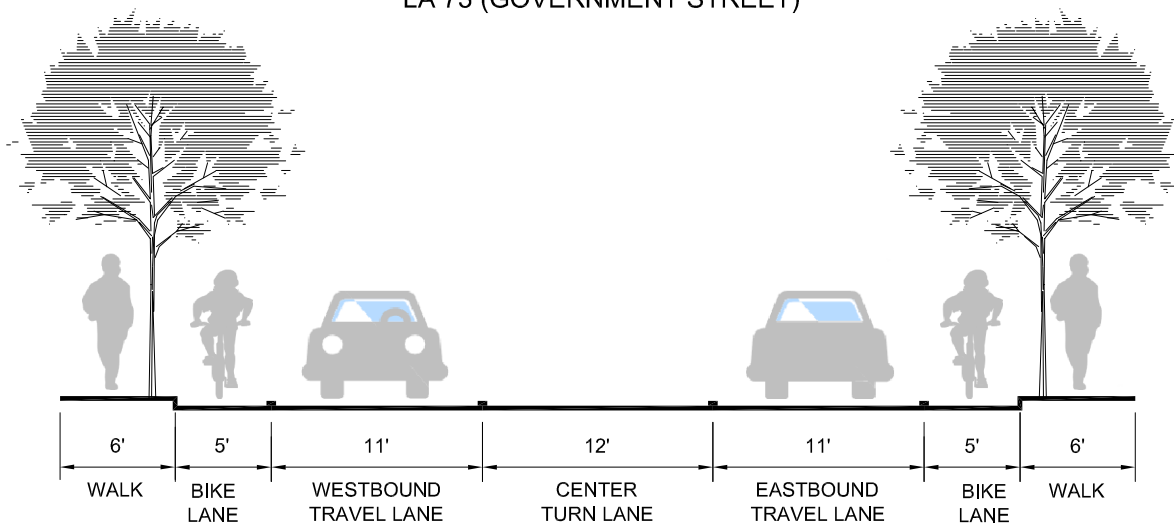 LA 73 (GOVERNMENT STREET)
6' 5' 11' 12' 11' 5' 6'
WALK BIKE LANE WESTBOUND TRAVEL LANE CENTER TURN LANE EASTBOUND TRAVEL LANE BIKE LANE WALK